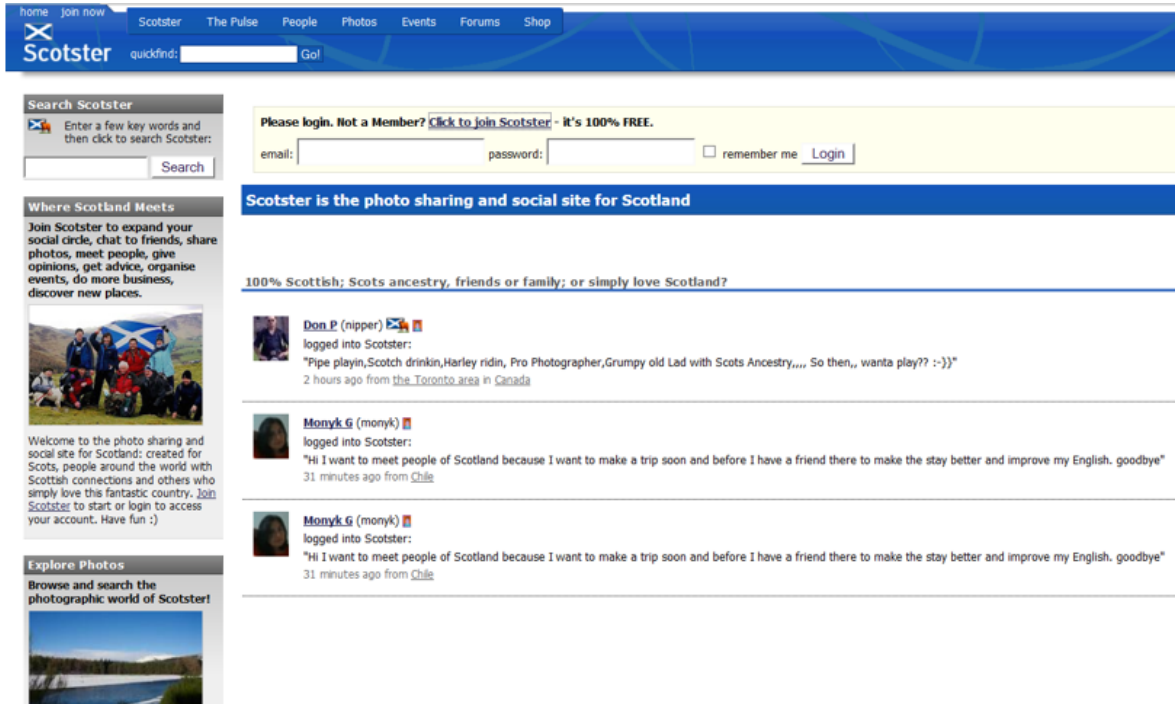 home join now
Scotster The Pulse People Photos Events Forums Shop
Scotster
quickfind: Go!
Search Scotster
Enter a few key words and
then click to search Scotster:
Search
Where Scotland Meets
Join Scotster to expand your
social circle, chat to friends, share
photos, meet people, give
opinions, get advice, organise
events, do more business,
discover new places.
Welcome to the photo sharing and
social site for Scotland: created for
Scots, people around the world with
Scottish connections and others who
simply love this fantastic country. Join
Scotster to start or login to access
your account. Have fun :)
Explore Photos
Browse and search the
photographic world of Scotster!
Please login. Not a Member? Click to join Scotster - it's 100% FREE.
email: password: remember me Login
Scotster is the photo sharing and social site for Scotland
100% Scottish; Scots ancestry, friends or family; or simply love Scotland?
Don P (nipper)
logged into Scotster:
"Pipe playin,Scotch drinkin,Harley ridin, Pro Photographer,Grumpy old Lad with Scots Ancestry,,,, So then,, wanta play?? :-}}"
2 hours ago from the Toronto area in Canada
Monyk G (monyk)
logged into Scotster:
"Hi I want to meet people of Scotland because I want to make a trip soon and before I have a friend there to make the stay better and improve my English. goodbye"
31 minutes ago from Chile
Monyk G (monyk)
logged into Scotster:
"Hi I want to meet people of Scotland because I want to make a trip soon and before I have a friend there to make the stay better and improve my English. goodbye"
31 minutes ago from Chile